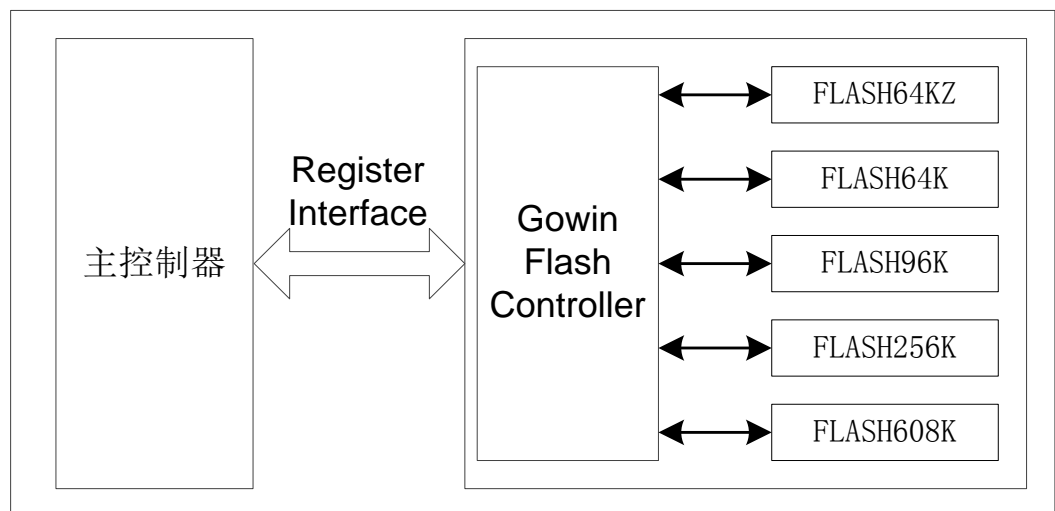 主控制器
Register
Interface
Gowin
Flash
Controller
FLASH64KZ
FLASH64K
FLASH96K
FLASH256K
FLASH608K